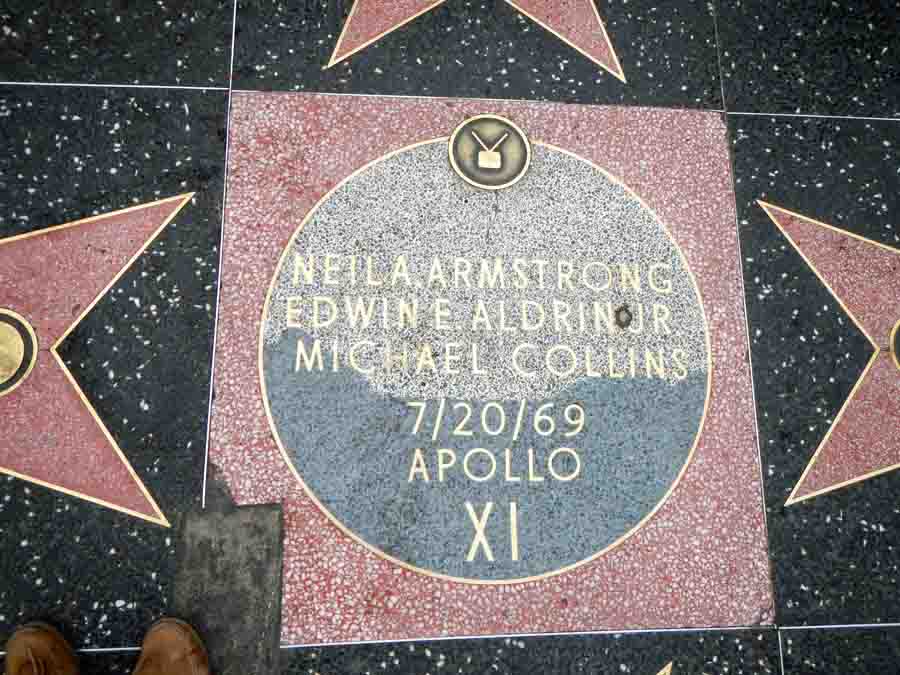 NEIL A. ARMSTRONG
EDWIN E. ALDRIN JR
MICHAEL COLLINS
7/20/69
APOLLO
XI